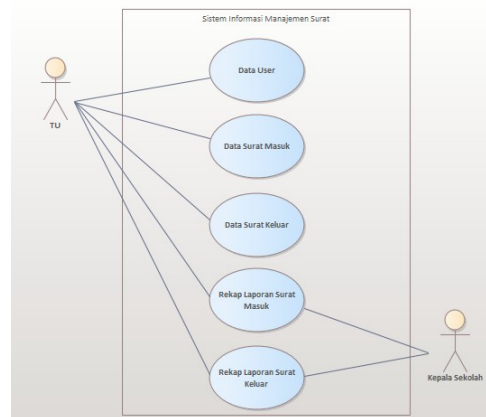 Sistem Informasi Manajemen Surat
Data User
TU
Data Surat Masuk
Data Surat Keluar
Rekap Laporan Surat
Masuk
Rekap Laporan Surat
Keluar
Kepala Sekolah